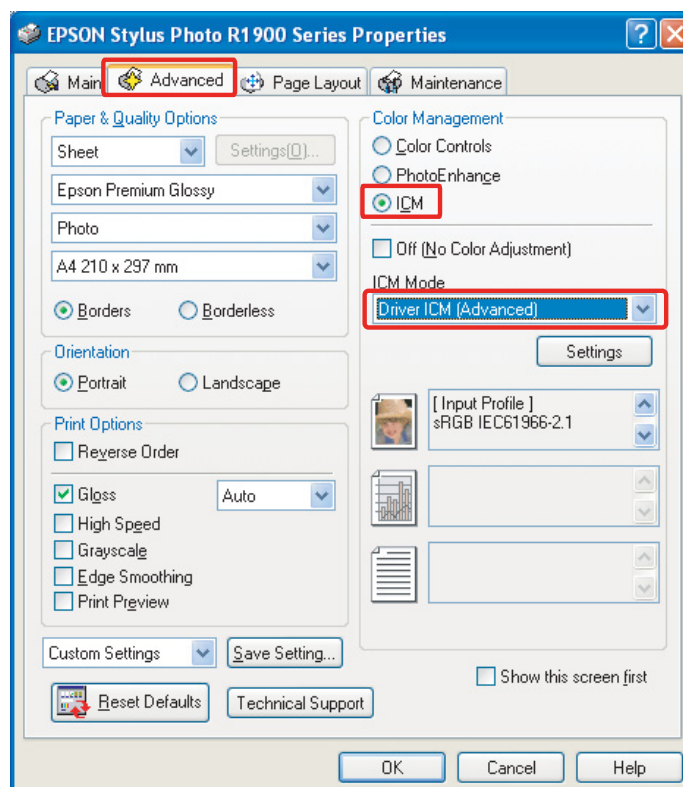 EPSON Stylus Photo R1900 Series Properties
Main
Advanced
Page Layout
Maintenance
Paper & Quality Options
Sheet
Settings(O)...
Epson Premium Glossy
Photo
A4 210 x 297 mm
Borders
Borderless
Orientation
Portrait
Landscape
Print Options
Reverse Order
Gloss
Auto
High Speed
Grayscale
Edge Smoothing
Print Preview
Custom Settings
Save Setting...
Reset Defaults
Technical Support
Color Management
Color Controls
PhotoEnhance
ICM
Off (No Color Adjustment)
ICM Mode
Driver ICM (Advanced)
Settings
[ Input Profile ]
sRGB IEC61966-2.1
Show this screen first
OK
Cancel
Help